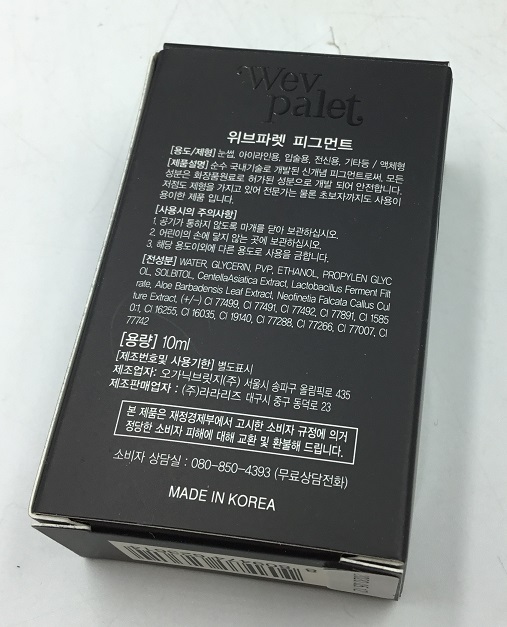 Wev
palet
위브파렛 피그먼트
[용도/제형] 눈썹, 아이라인용, 입술용, 전신용, 기타등 / 액체형
[제품설명] 순수 국내기술로 개발된 신개념 피그먼트로써, 모든
성분은 화장품원료로 허가된 성분으로 개발 되어 안전합니다.
저점도 제형을 가지고 있어 전문가는 물론 초보자까지도 사용이
용이한 제품 입니다.
[사용시의 주의사항]
1. 공기가 통하지 않도록 마개를 닫아 보관하십시오.
2. 어린이의 손에 닿지 않는 곳에 보관하십시오.
3. 해당 용도이외에 다른 용도로 사용을 금합니다.
[전성분] WATER, GLYCERIN, PVP, ETHANOL, PROPYLEN GLYC
OL, SOLBITOL, CentellaAsiatica Extract, Lactobacillus Ferment Filt
rate, Aloe Barbadensis Leaf Extract, Neofinetia Falcata Callus Cul
ture Extract, (+/-) CI 77499, CI 77491, CI 77492, CI 77891, CI 1585
0:1, CI 16255, CI 16035, CI 19140, CI 77288, CI 77266, CI 77007, CI
77742
[용량] 10ml
[제조번호및 사용기한] 별도표시
제조업자: 오가닉브릿지(주) 서울시 송파구 올림픽로 435
제조판매업자 : (주)라라리즈 대구시 중구 동덕로 23
본 제품은 재정경제부에서 고시한 소비자 규정에 의거
정당한 소비자 피해에 대해 교환 및 환불해 드립니다.
소비자 상담실 : 080-850-4393 (무료상담전화)
MADE IN KOREA